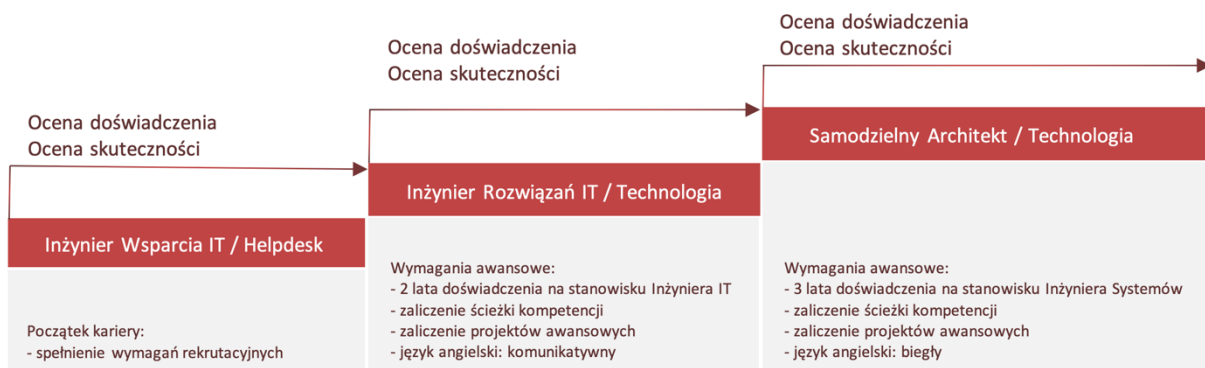 Ocena doświadczenia
Ocena skuteczności
Inżynier Wsparcia IT / Helpdesk
Początek kariery:
- spełnienie wymagań rekrutacyjnych
Ocena doświadczenia
Ocena skuteczności
Inżynier Rozwiązań IT / Technologia
Wymagania awansowe:
- 2 lata doświadczenia na stanowisku Inżyniera IT
- zaliczenie ścieżki kompetencji
- zaliczenie projektów awansowych
- język angielski: komunikatywny
Ocena doświadczenia
Ocena skuteczności
Samodzielny Architekt / Technologia
Wymagania awansowe:
- 3 lata doświadczenia na stanowisku Inżyniera Systemów
- zaliczenie ścieżki kompetencji
- zaliczenie projektów awansowych
- język angielski: biegły